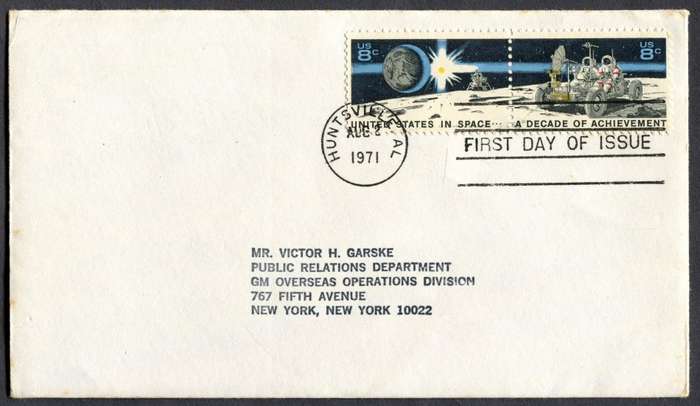 US 8c
US 8c
UNITED STATES IN SPACE... A DECADE OF ACHIEVEMENT
HUNTSVILLE AL
AUG 2
1971
FIRST DAY OF ISSUE
MR. VICTOR H. GARSKE
PUBLIC RELATIONS DEPARTMENT
GM OVERSEAS OPERATIONS DIVISION
767 FIFTH AVENUE
NEW YORK, NEW YORK 10022